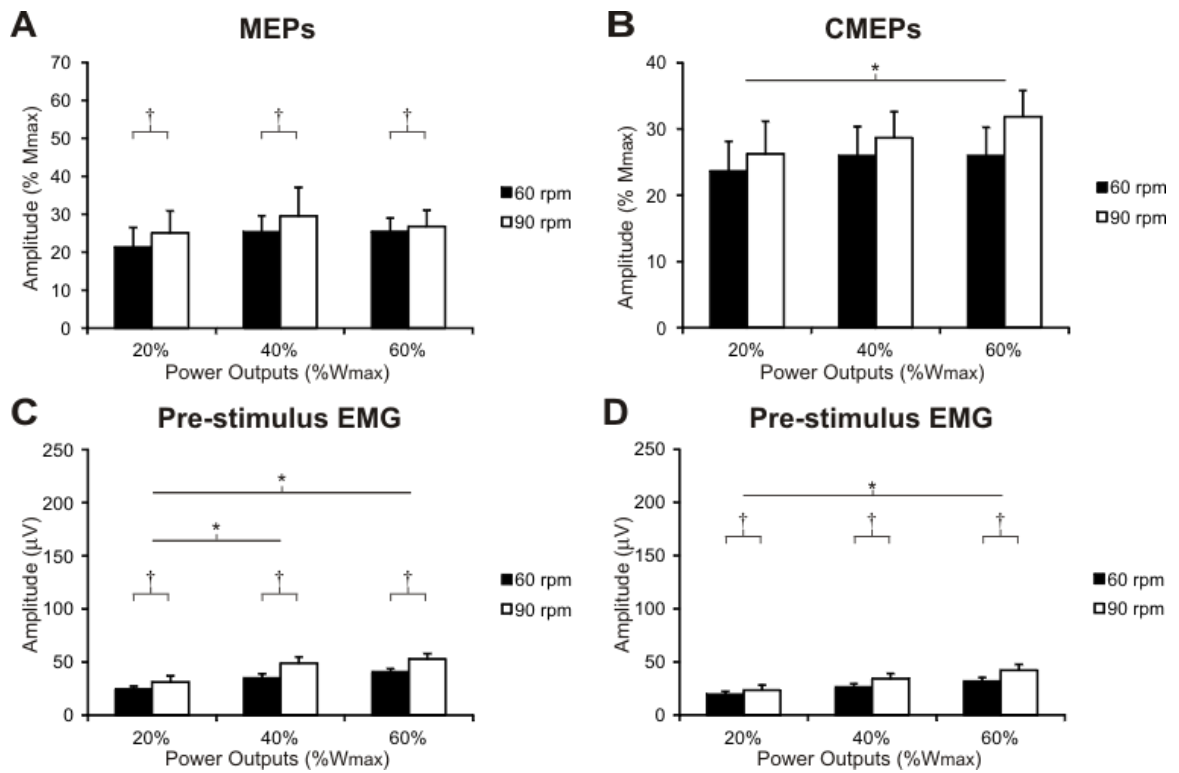 A
MEPs
Amplitude (% Mmax)
70
60
50
40
30
20
10
0
†
†
†
20%
40%
60%
Power Outputs (%Wmax)
60 rpm
90 rpm
B
CMEPs
Amplitude (% Mmax)
40
30
20
10
0
*
20%
40%
60%
Power Outputs (%Wmax)
60 rpm
90 rpm
C
Pre-stimulus EMG
Amplitude (µV)
250
200
150
100
50
0
*
*
†
†
†
20%
40%
60%
Power Outputs (%Wmax)
60 rpm
90 rpm
D
Pre-stimulus EMG
Amplitude (µV)
250
200
150
100
50
0
*
†
†
†
20%
40%
60%
Power Outputs (%Wmax)
60 rpm
90 rpm